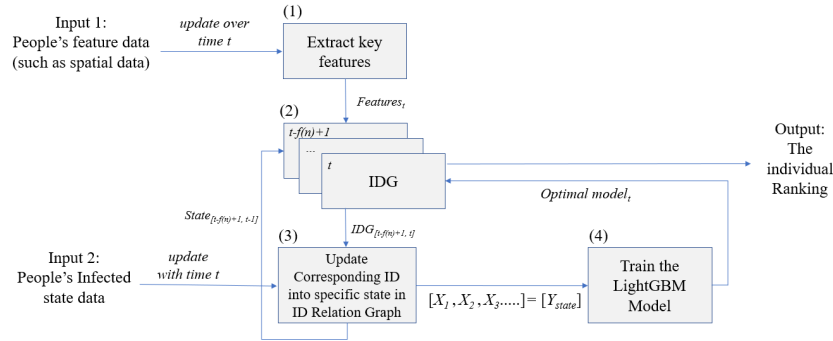 Input 1:
People's feature data
(such as spatial data)
update over
time t
(1)
Extract key
features
Features_t
(2)
t-f(n)+1
...
t
IDG
Output:
The
individual
Ranking
Optimal model_t
State_[t-f(n)+1, t-1]
IDG_[t-f(n)+1, t]
Input 2:
People's Infected
state data
update
with time t
(3)
Update
Corresponding ID
into specific state in
ID Relation Graph
[X_1, X_2, X_3.....]= [Y_state]
(4)
Train the
LightGBM
Model